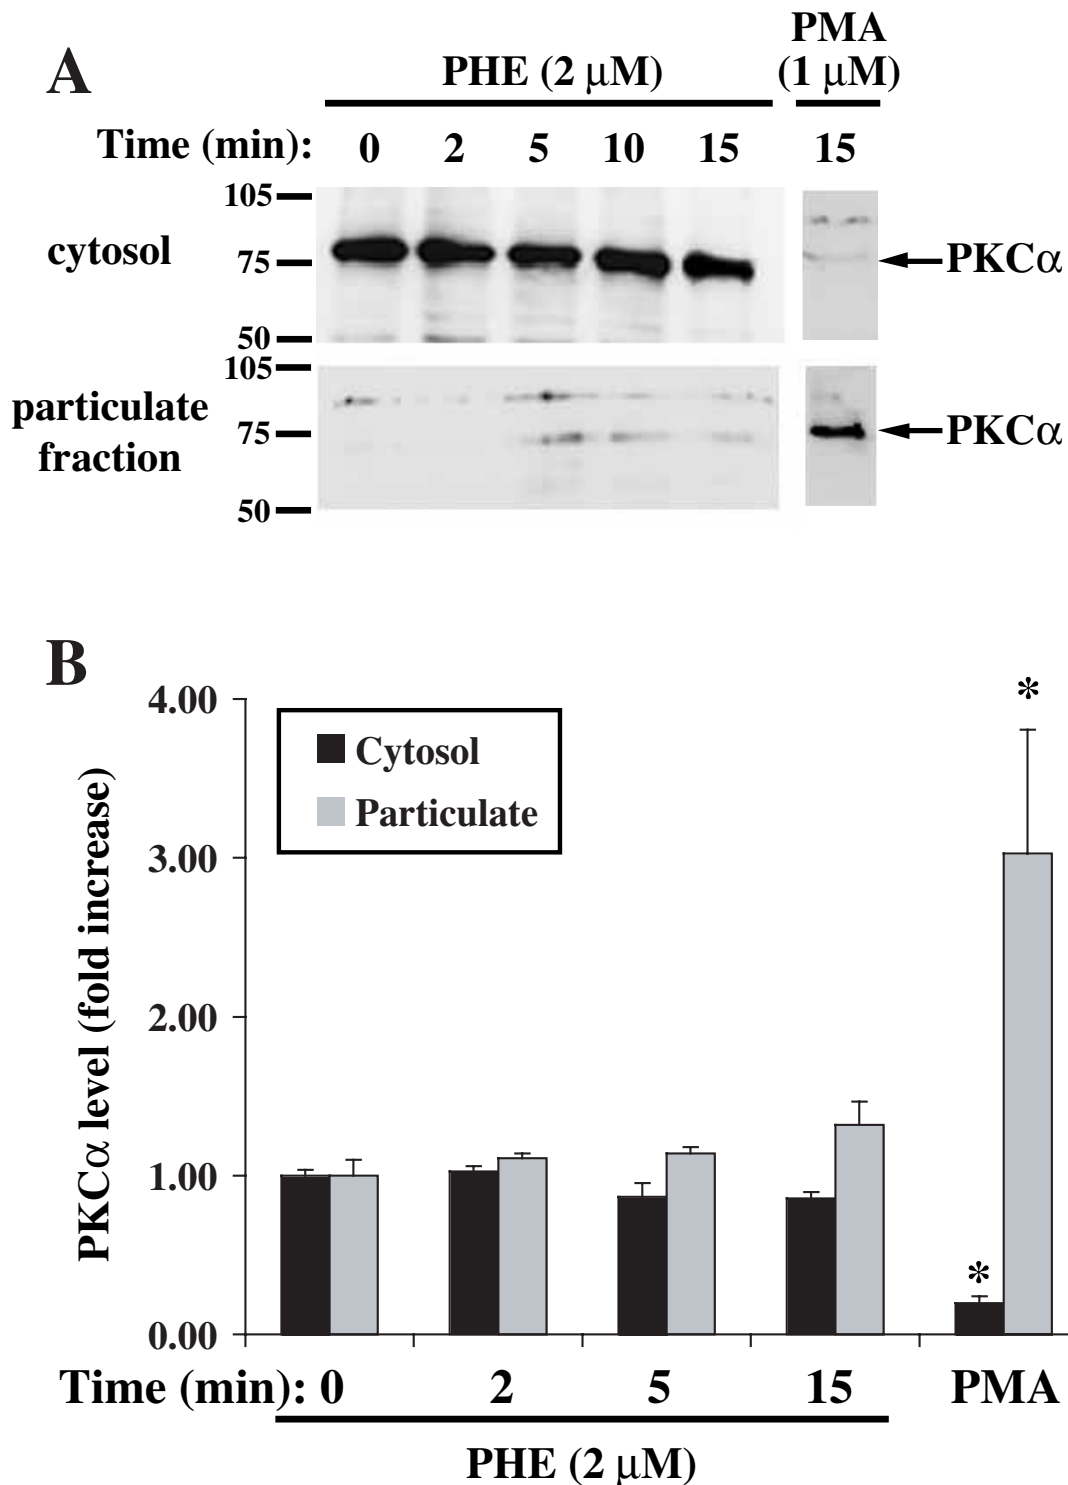 A
PHE (2 μM)
PMA
(1 μM)
Time (min): 0 2 5 10 15 15
105
cytosol
75
PKCα
50
105
particulate
fraction
75
PKCα
50
B
4.00
3.00
2.00
1.00
0.00
PKCα level (fold increase)
Cytosol
Particulate
*
*
Time (min): 0 2 5 15 PMA
PHE (2 μM)